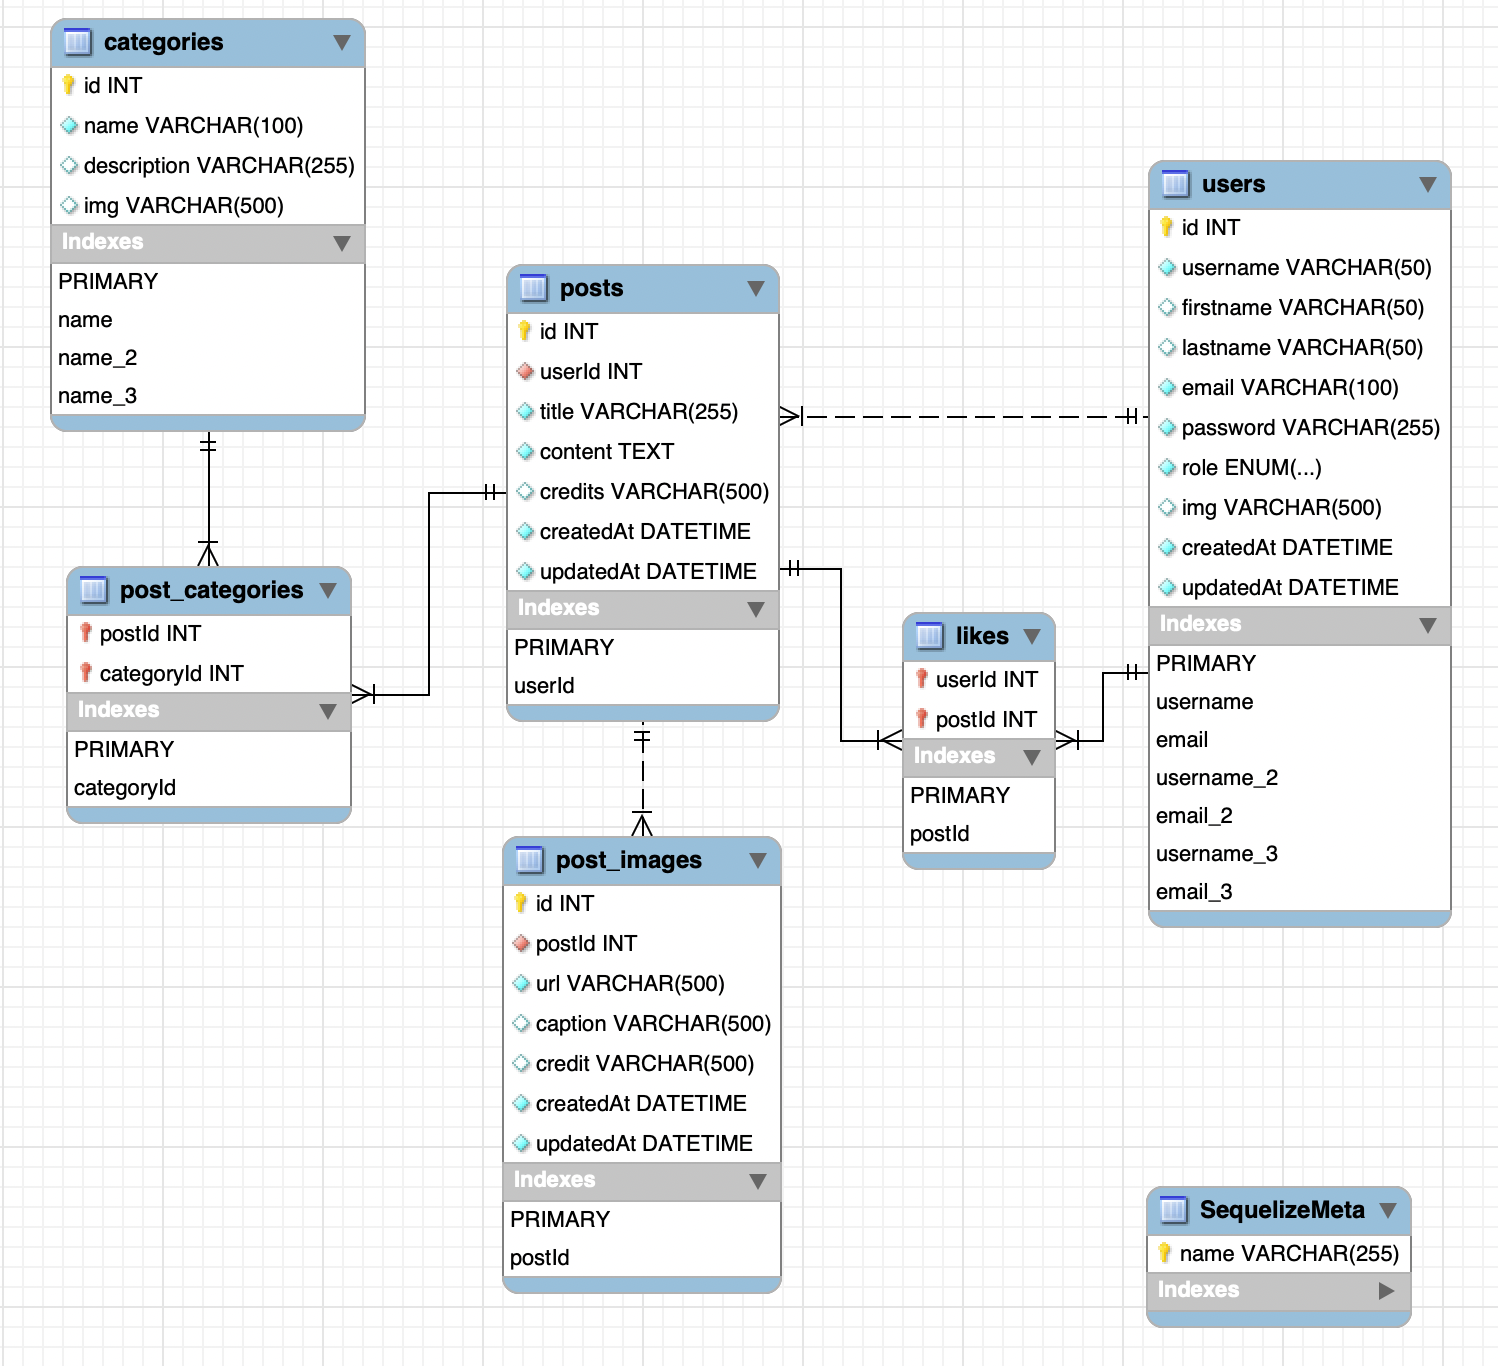 categories
id INT
name VARCHAR(100)
description VARCHAR(255)
img VARCHAR(500)
Indexes
PRIMARY
name
name_2
name_3
post_categories
postId INT
categoryId INT
Indexes
PRIMARY
categoryId
posts
id INT
userId INT
title VARCHAR(255)
content TEXT
credits VARCHAR(500)
createdAt DATETIME
updatedAt DATETIME
Indexes
PRIMARY
userId
post_images
id INT
postId INT
url VARCHAR(500)
caption VARCHAR(500)
credit VARCHAR(500)
createdAt DATETIME
updatedAt DATETIME
Indexes
PRIMARY
postId
likes
userId INT
postId INT
Indexes
PRIMARY
postId
users
id INT
username VARCHAR(50)
firstname VARCHAR(50)
lastname VARCHAR(50)
email VARCHAR(100)
password VARCHAR(255)
role ENUM(...)
img VARCHAR(500)
createdAt DATETIME
updatedAt DATETIME
Indexes
PRIMARY
username
email
username_2
email_2
username_3
email_3
SequelizeMeta
name VARCHAR(255)
Indexes